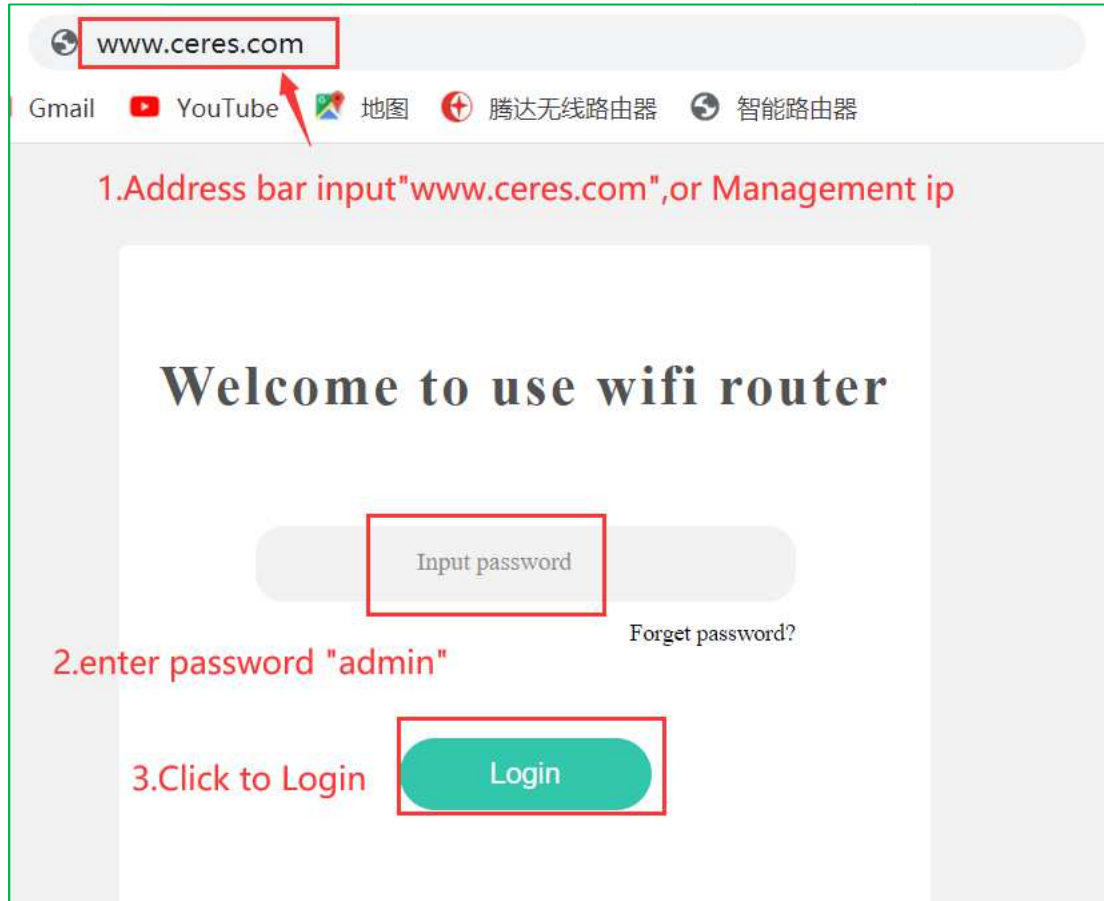 www.ceres.com
Gmail YouTube 地图 腾达无线路由器 智能路由器
1.Address bar input"www.ceres.com",or Management ip
Welcome to use wifi router
Input password
Forget password?
2.enter password "admin"
3.Click to Login
Login